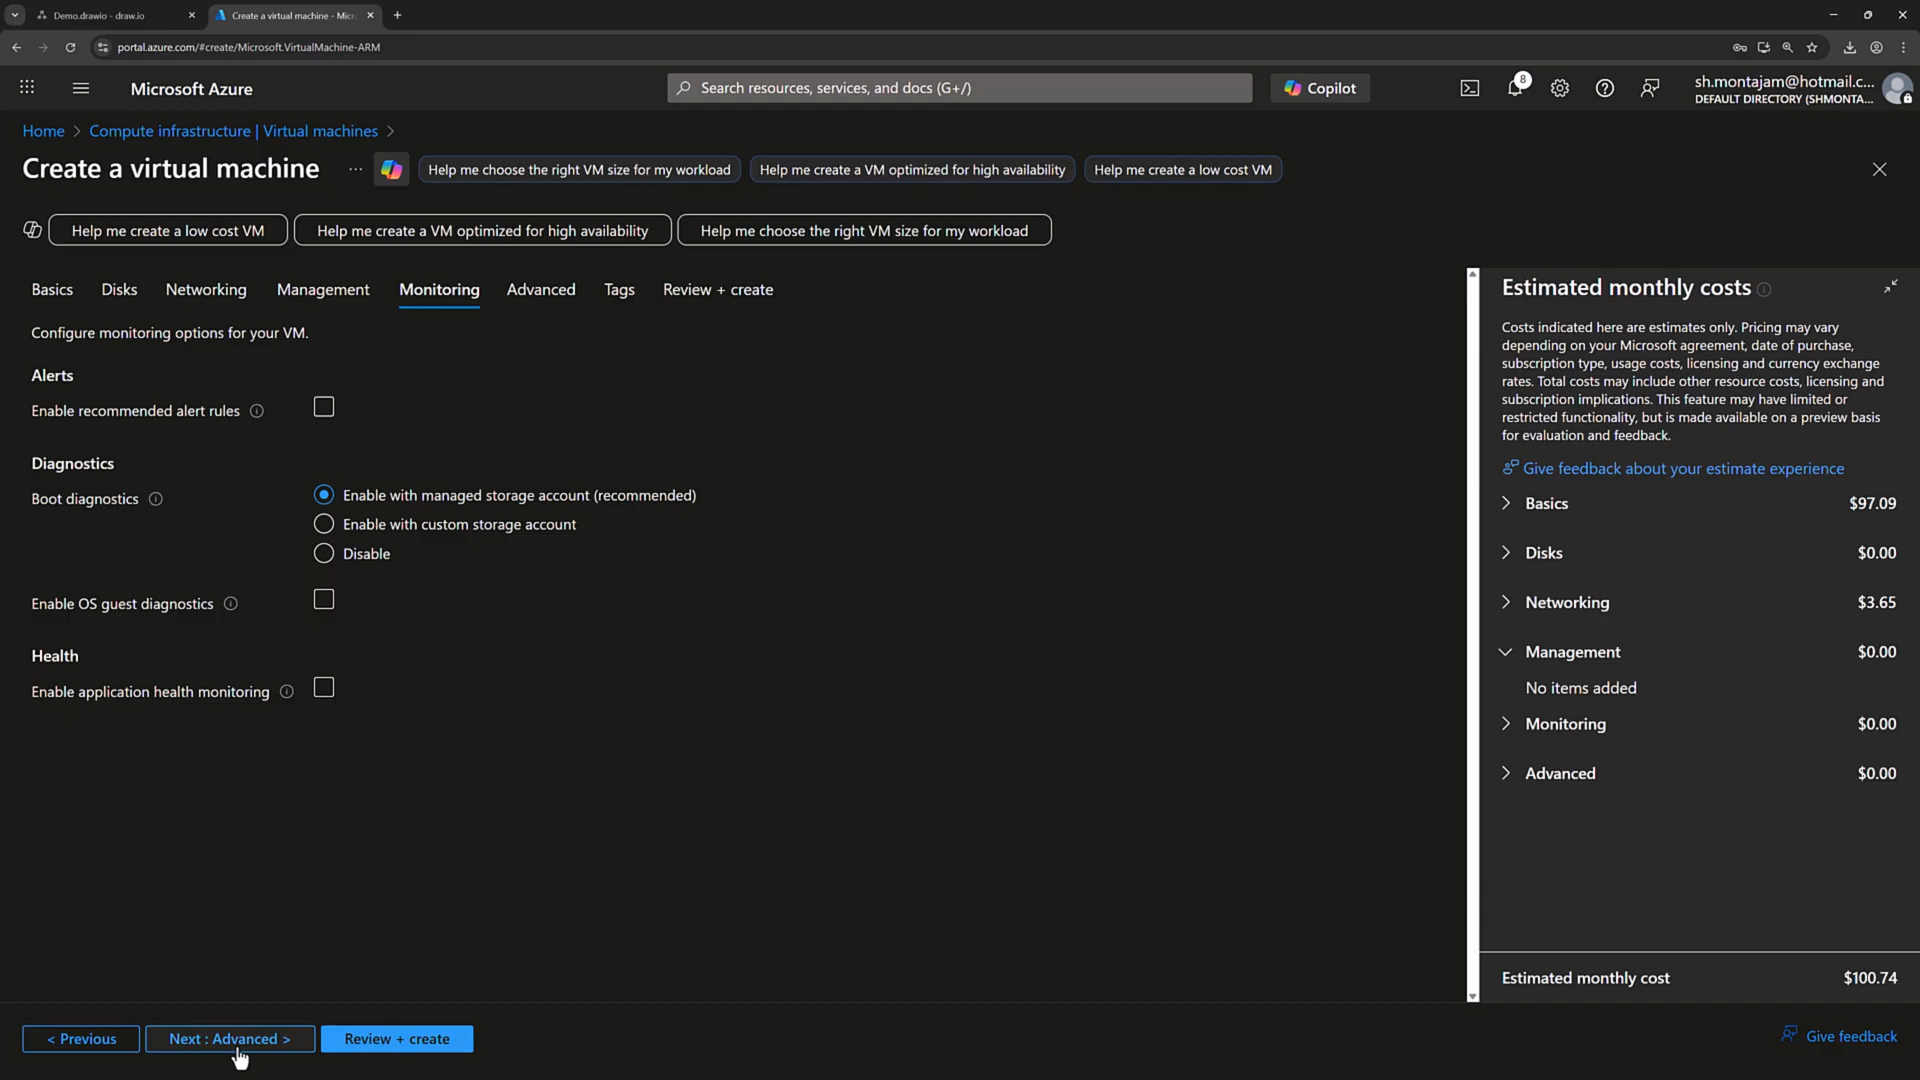 Demo.drawio - draw.io
Create a virtual machine - Micr
portal.azure.com/#create/Microsoft.VirtualMachine-ARM
Microsoft Azure
Search resources, services, and docs (G+/)
Copilot
8
sh.montajam@hotmail.c...
DEFAULT DIRECTORY (SHMONTA...
Home > Compute infrastructure | Virtual machines >
Create a virtual machine ...
Help me choose the right VM size for my workload
Help me create a VM optimized for high availability
Help me create a low cost VM
Help me create a low cost VM
Help me create a VM optimized for high availability
Help me choose the right VM size for my workload
Basics Disks Networking Management Monitoring Advanced Tags Review + create
Configure monitoring options for your VM.
Alerts
Enable recommended alert rules
Diagnostics
Boot diagnostics
Enable with managed storage account (recommended)
Enable with custom storage account
Disable
Enable OS guest diagnostics
Health
Enable application health monitoring
Estimated monthly costs
Costs indicated here are estimates only. Pricing may vary
depending on your Microsoft agreement, date of purchase,
subscription type, usage costs, licensing and currency exchange
rates. Total costs may include other resource costs, licensing and
subscription implications. This feature may have limited or
restricted functionality, but is made available on a preview basis
for evaluation and feedback.
Give feedback about your estimate experience
Basics $97.09
Disks $0.00
Networking $3.65
Management $0.00
No items added
Monitoring $0.00
Advanced $0.00
Estimated monthly cost $100.74
< Previous
Next : Advanced >
Review + create
Give feedback